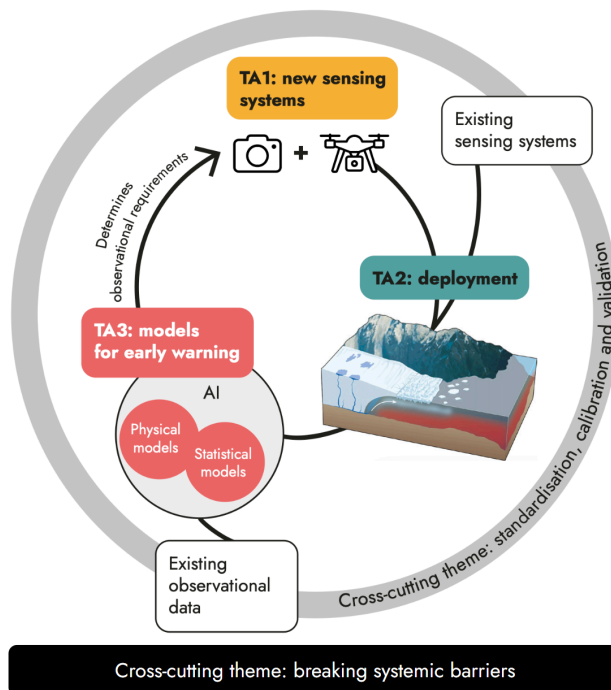 TA1: new sensing
systems
Existing
sensing systems
+
Determines
observational requirements
TA2: deployment
TA3: models
for early warning
AI
Physical
models
Statistical
models
Existing
observational
data
Cross-cutting theme: standardisation, calibration and validation
Cross-cutting theme: breaking systemic barriers